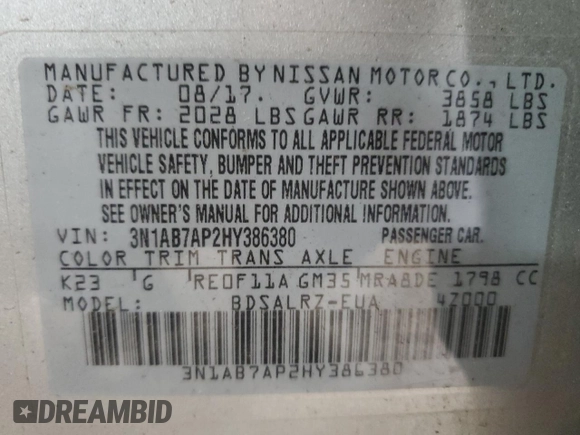 MANUFACTURED BY NISSAN MOTOR CO., LTD.
DATE: 08/17. GVWR: 3858 LBS
GAWR FR: 2028 LBS GAWR RR: 1874 LBS
THIS VEHICLE CONFORMS TO ALL APPLICABLE FEDERAL MOTOR
VEHICLE SAFETY, BUMPER AND THEFT PREVENTION STANDARDS
IN EFFECT ON THE DATE OF MANUFACTURE SHOWN ABOVE.
SEE OWNER'S MANUAL FOR ADDITIONAL INFORMATION.
VIN: 3N1AB7AP2HY386380 PASSENGER CAR.
COLOR TRIM TRANS AXLE ENGINE
K23 G RE0F11A GM35 MRA8DE 1798 CC
MODEL: BDSALRZ-EUA 4Z000
3N1AB7AP2HY386380
DREAMBID